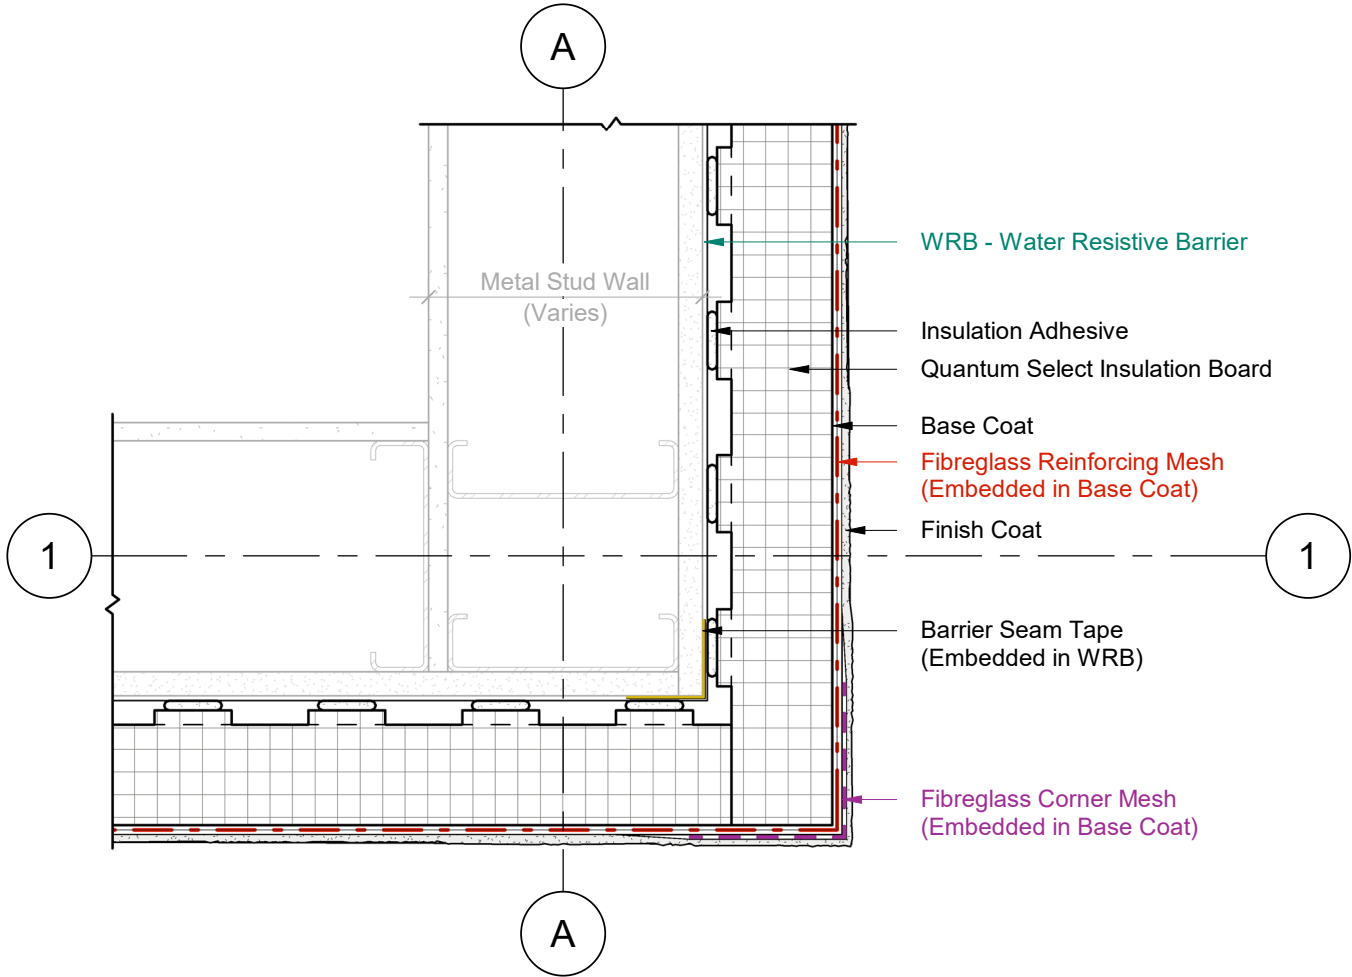 A
WRB - Water Resistive Barrier
Metal Stud Wall
(Varies)
Insulation Adhesive
Quantum Select Insulation Board
Base Coat
Fibreglass Reinforcing Mesh
(Embedded in Base Coat)
Finish Coat
1
1
Barrier Seam Tape
(Embedded in WRB)
Fibreglass Corner Mesh
(Embedded in Base Coat)
A